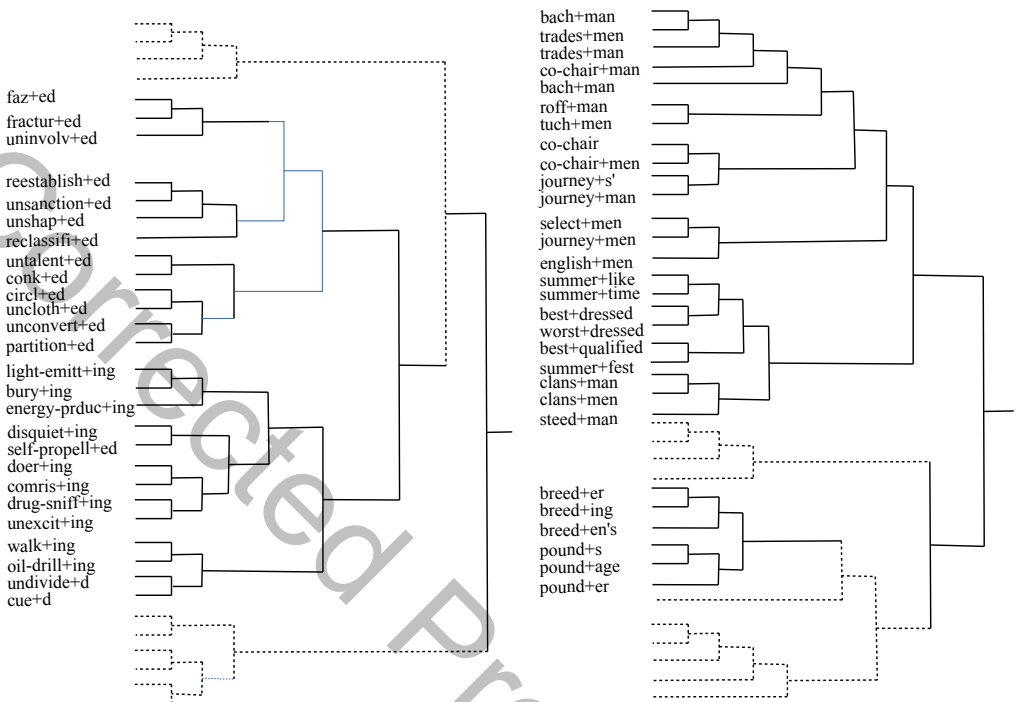 faz+ed
fractur+ed
uninvolv+ed
reestablish+ed
unsanction+ed
unshap+ed
reclassifi+ed
untalent+ed
conk+ed
circl+ed
uncloth+ed
unconvert+ed
partition+ed
light-emitt+ing
bury+ing
energy-prduc+ing
disquiet+ing
self-propell+ed
doer+ing
comris+ing
drug-sniff+ing
unexcit+ing
walk+ing
oil-drill+ing
undivide+d
cue+d
bach+man
trades+men
trades+man
co-chair+man
bach+man
roff+man
tuch+men
co-chair
co-chair+men
journey+s'
journey+man
select+men
journey+men
english+men
summer+like
summer+time
best+dressed
worst+dressed
best+qualified
summer+fest
clans+man
clans+men
steed+man
breed+er
breed+ing
breed+en's
pound+s
pound+age
pound+er